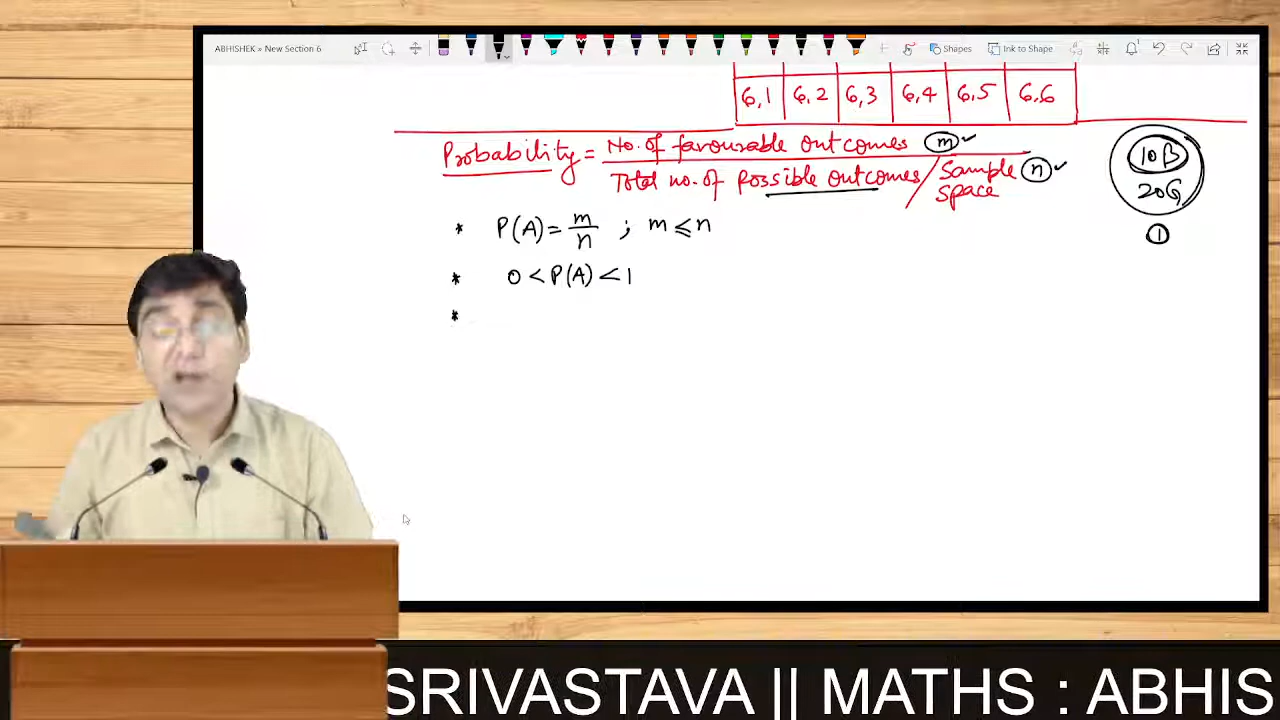 ABHISHEK » New Section 6
Shapes
Ink to Shape
6,1 6,2 6,3 6,4 6,5 6,6
Probability = No. of favourable outcomes m / Total no. of possible outcomes / Sample space n
10B
20G
1
* P(A) = m/n ; m ⩽ n
* 0 < P(A) < 1
*
SRIVASTAVA || MATHS : ABHIS